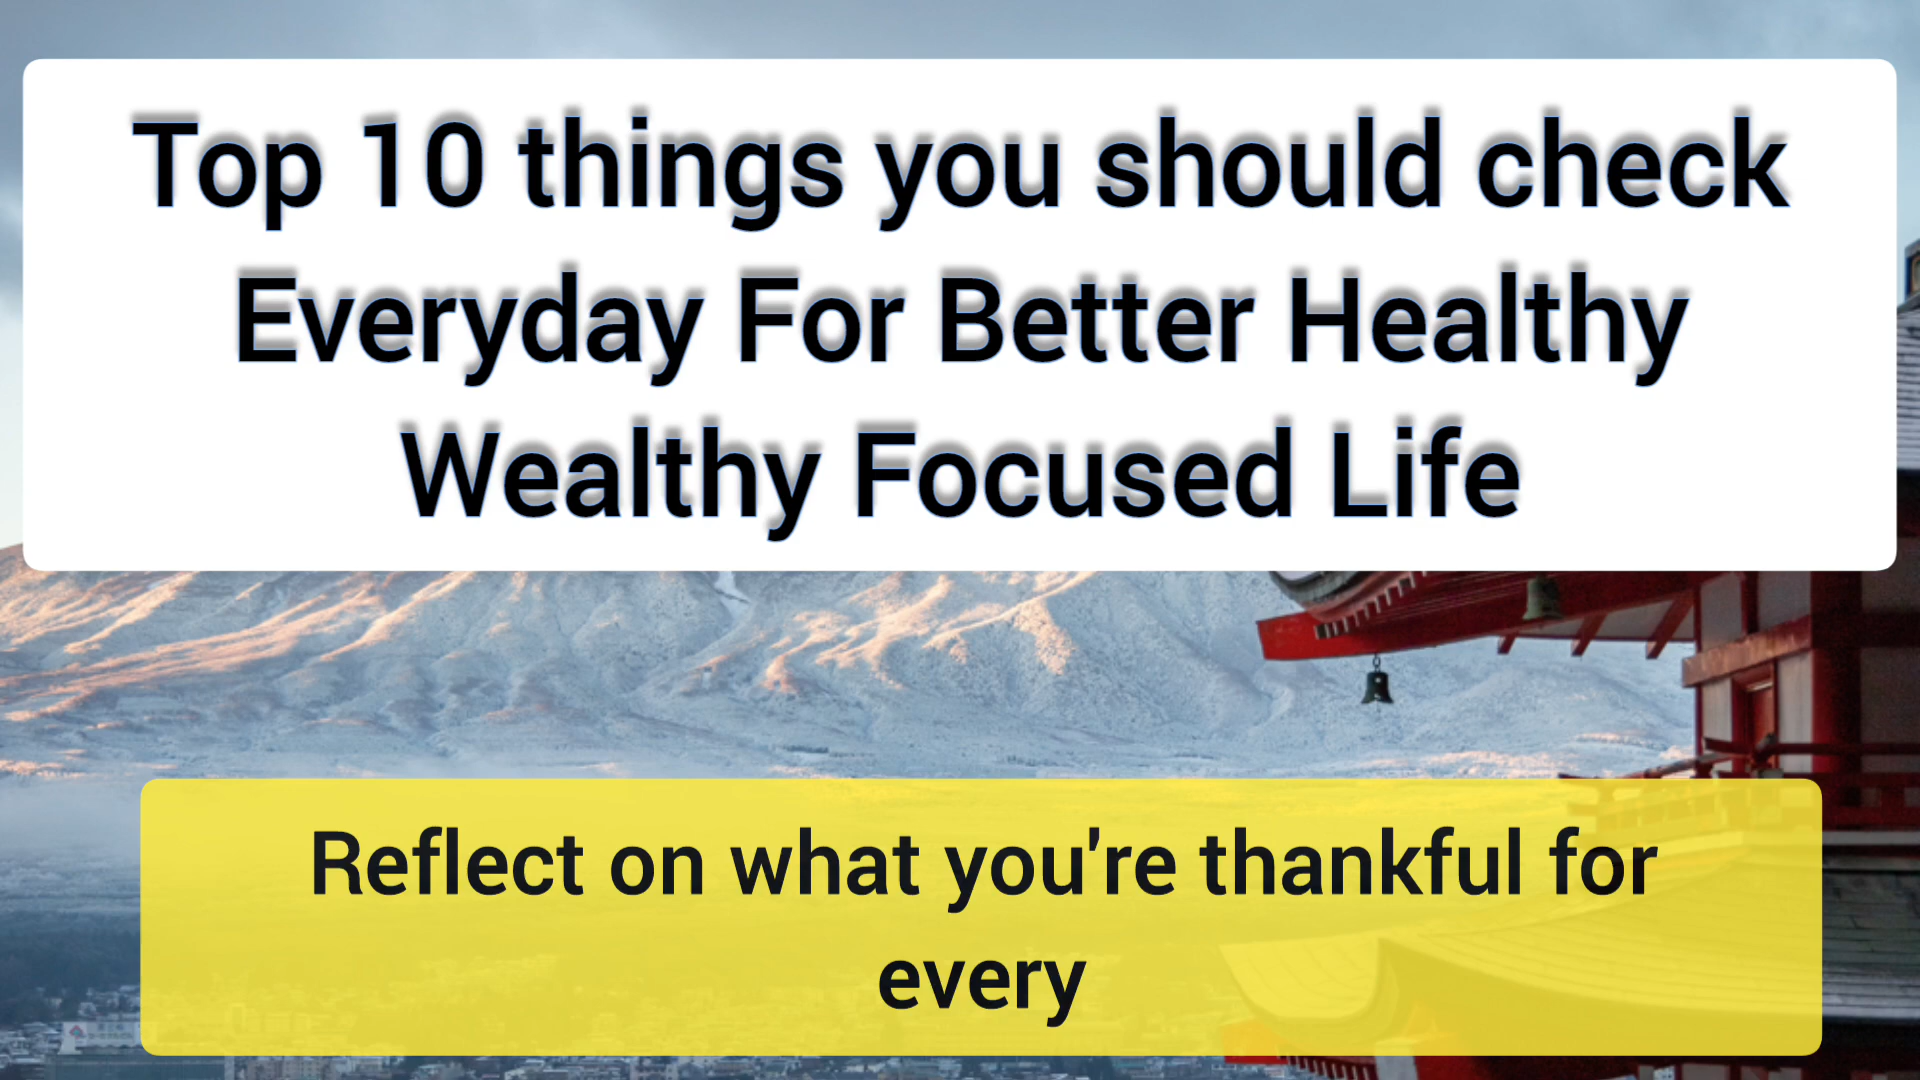 Top 10 things you should check
Everyday For Better Healthy
Wealthy Focused Life
Reflect on what you're thankful for
every